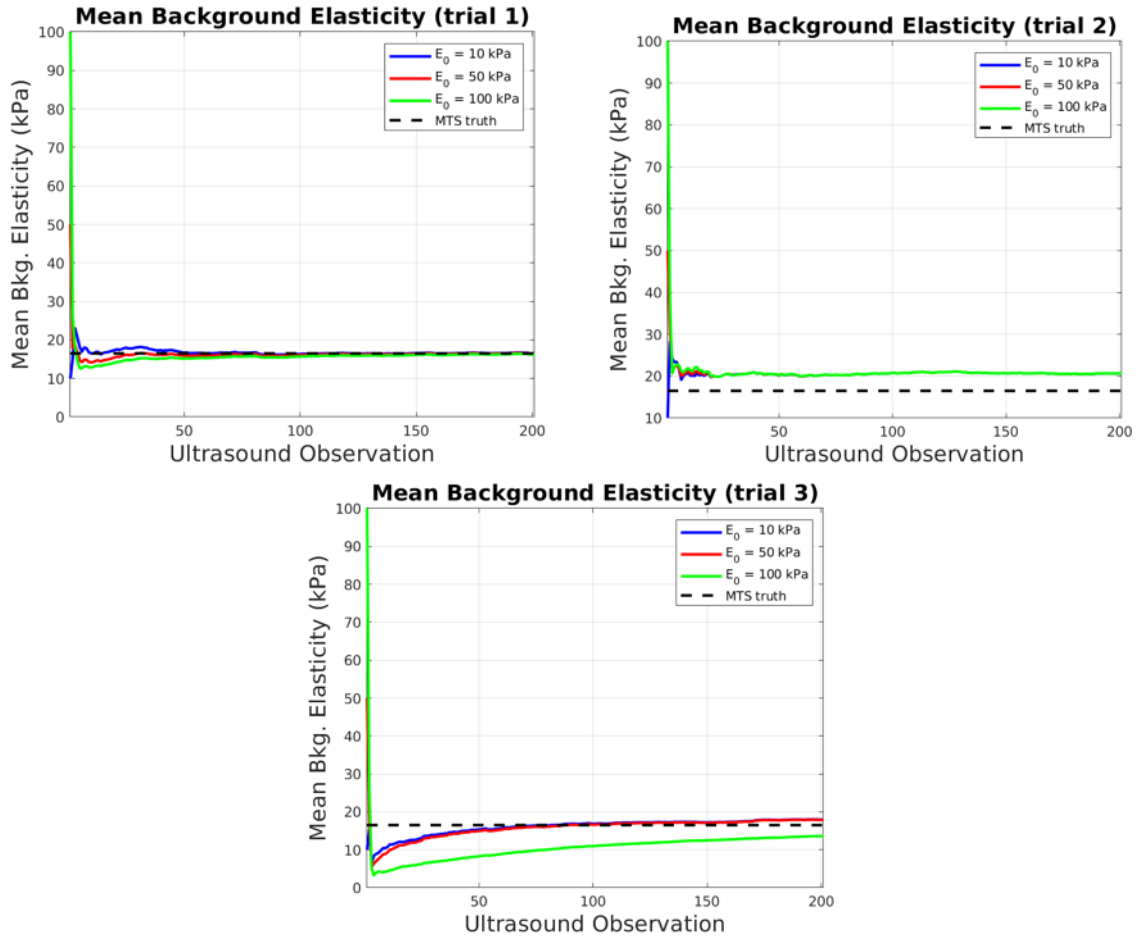 Mean Background Elasticity (trial 1)
Mean Bkg. Elasticity (kPa)
100
90
80
70
60
50
40
30
20
10
0
50
100
150
200
Ultrasound Observation
E0 = 10 kPa
E0 = 50 kPa
E0 = 100 kPa
MTS truth
Mean Background Elasticity (trial 2)
Mean Bkg. Elasticity (kPa)
100
90
80
70
60
50
40
30
20
10
50
100
150
200
Ultrasound Observation
E0 = 10 kPa
E0 = 50 kPa
E0 = 100 kPa
MTS truth
Mean Background Elasticity (trial 3)
Mean Bkg. Elasticity (kPa)
100
90
80
70
60
50
40
30
20
10
0
50
100
150
200
Ultrasound Observation
E0 = 10 kPa
E0 = 50 kPa
E0 = 100 kPa
MTS truth